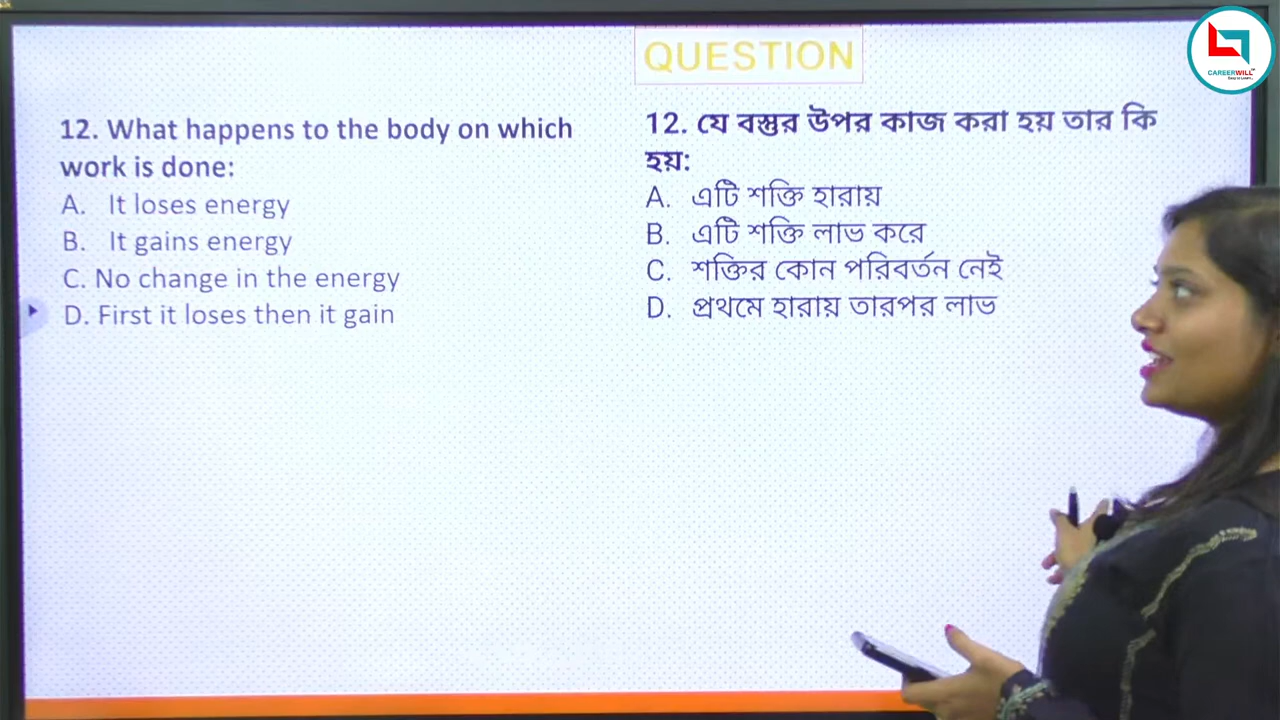 QUESTION
CAREERWILL
12. What happens to the body on which
work is done:
A. It loses energy
B. It gains energy
C. No change in the energy
D. First it loses then it gain
12. যে বস্তুর উপর কাজ করা হয় তার কি
হয়:
A. এটি শক্তি হারায়
B. এটি শক্তি লাভ করে
C. শক্তির কোন পরিবর্তন নেই
D. প্রথমে হারায় তারপর লাভ